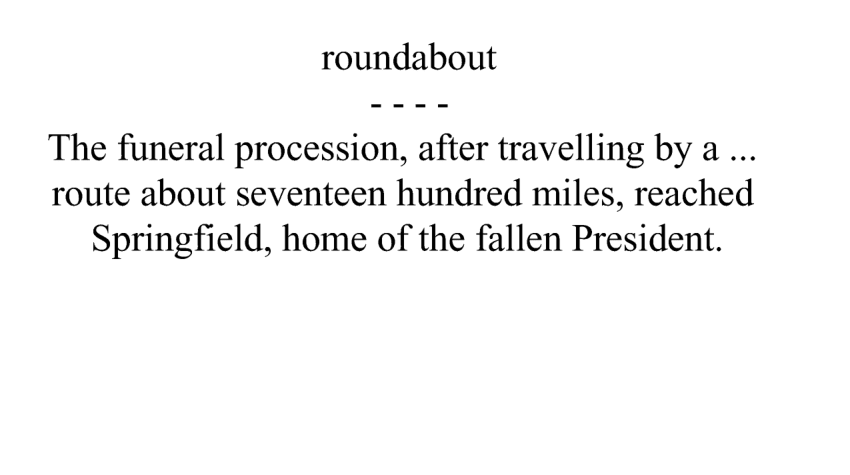 roundabout
- - - -
The funeral procession, after travelling by a ...
route about seventeen hundred miles, reached
Springfield, home of the fallen President.